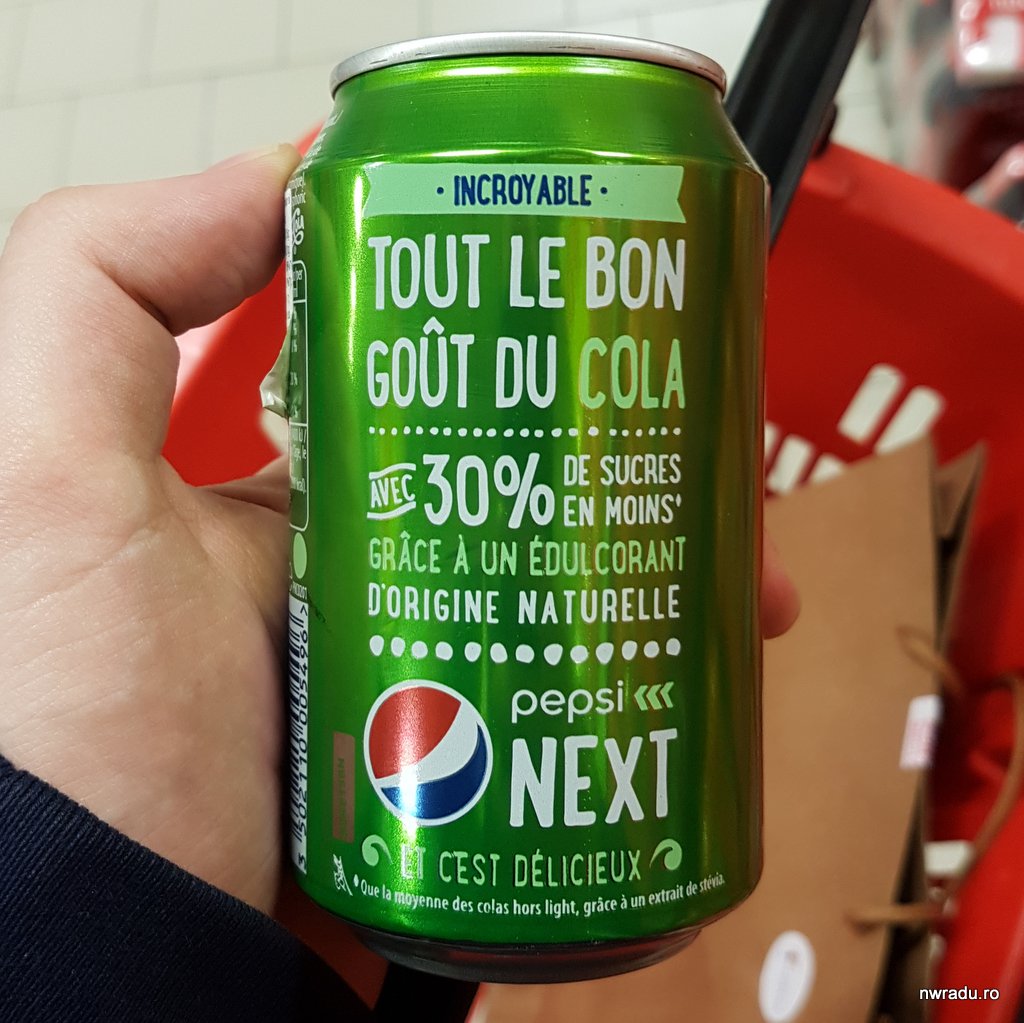 · INCROYABLE ·
TOUT LE BON
GOÛT DU COLA
AVEC 30% DE SUCRES
EN MOINS♦
GRÂCE À UN ÉDULCORANT
D'ORIGINE NATURELLE
pepsi
NEXT
ET C'EST DÉLICIEUX
♦ Que la moyenne des colas hors light, grâce à un extrait de stévia.
nwradu.ro